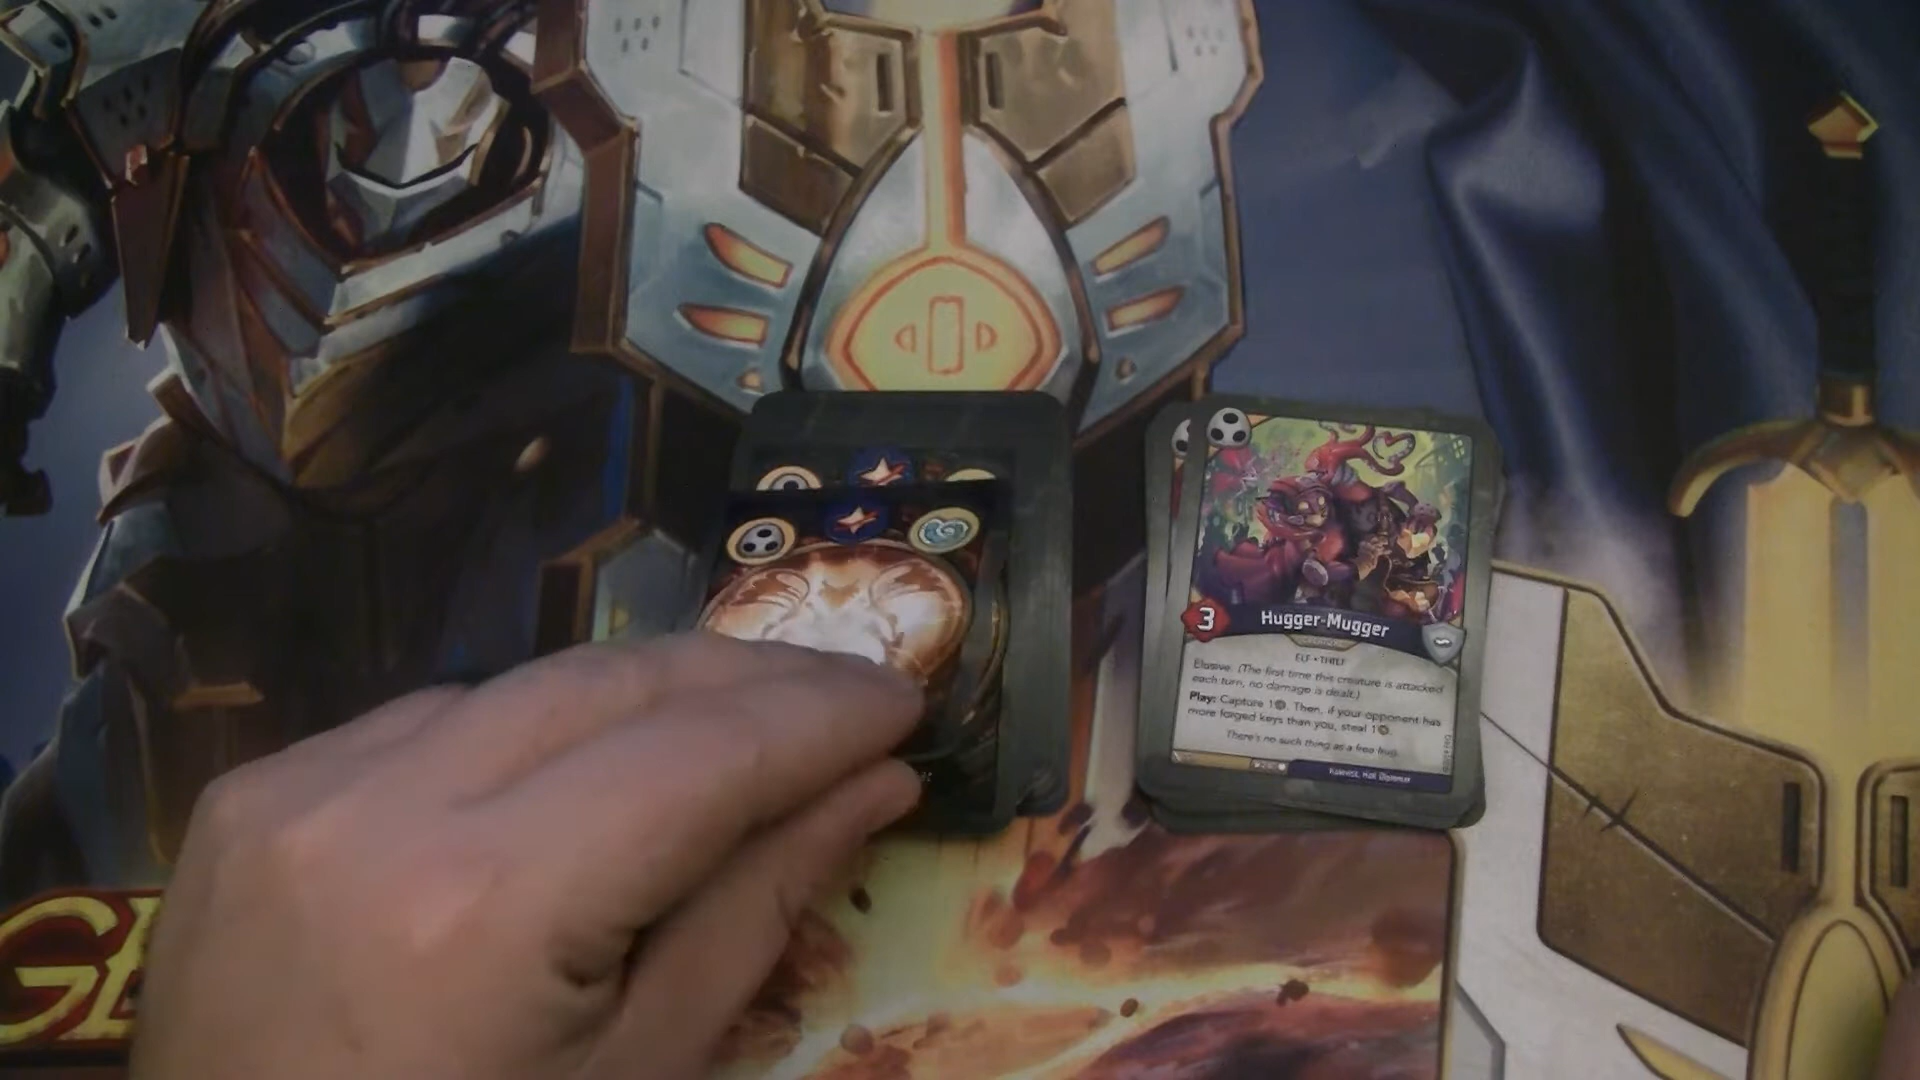 3
Hugger-Mugger
CREATURE
ELF • THIEF
Elusive. (The first time this creature is attacked
each turn, no damage is dealt.)
Play: Capture 1. Then, if your opponent has
more forged keys than you, steal 1.
There's no such thing as a free hug.
GE